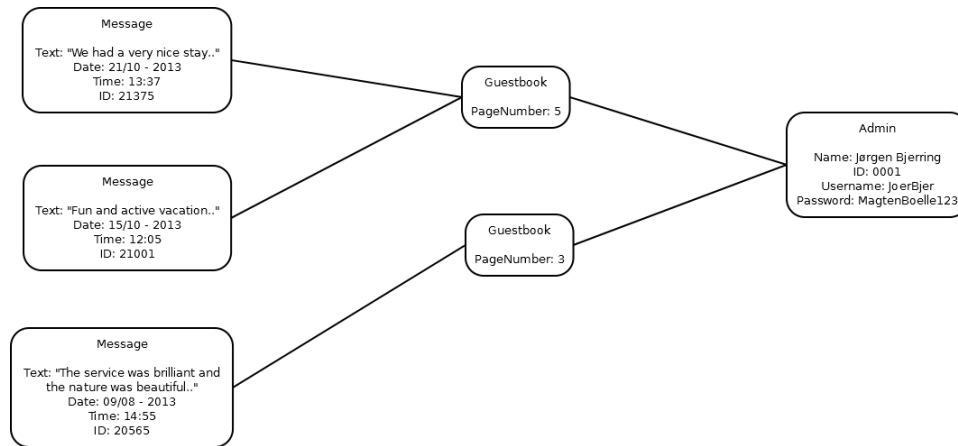 Message
Text: "We had a very nice stay.."
Date: 21/10 - 2013
Time: 13:37
ID: 21375
Message
Text: "Fun and active vacation.."
Date: 15/10 - 2013
Time: 12:05
ID: 21001
Message
Text: "The service was brilliant and
the nature was beautiful.."
Date: 09/08 - 2013
Time: 14:55
ID: 20565
Guestbook
PageNumber: 5
Guestbook
PageNumber: 3
Admin
Name: Jørgen Bjerring
ID: 0001
Username: JoerBjer
Password: MagtenBoelle123